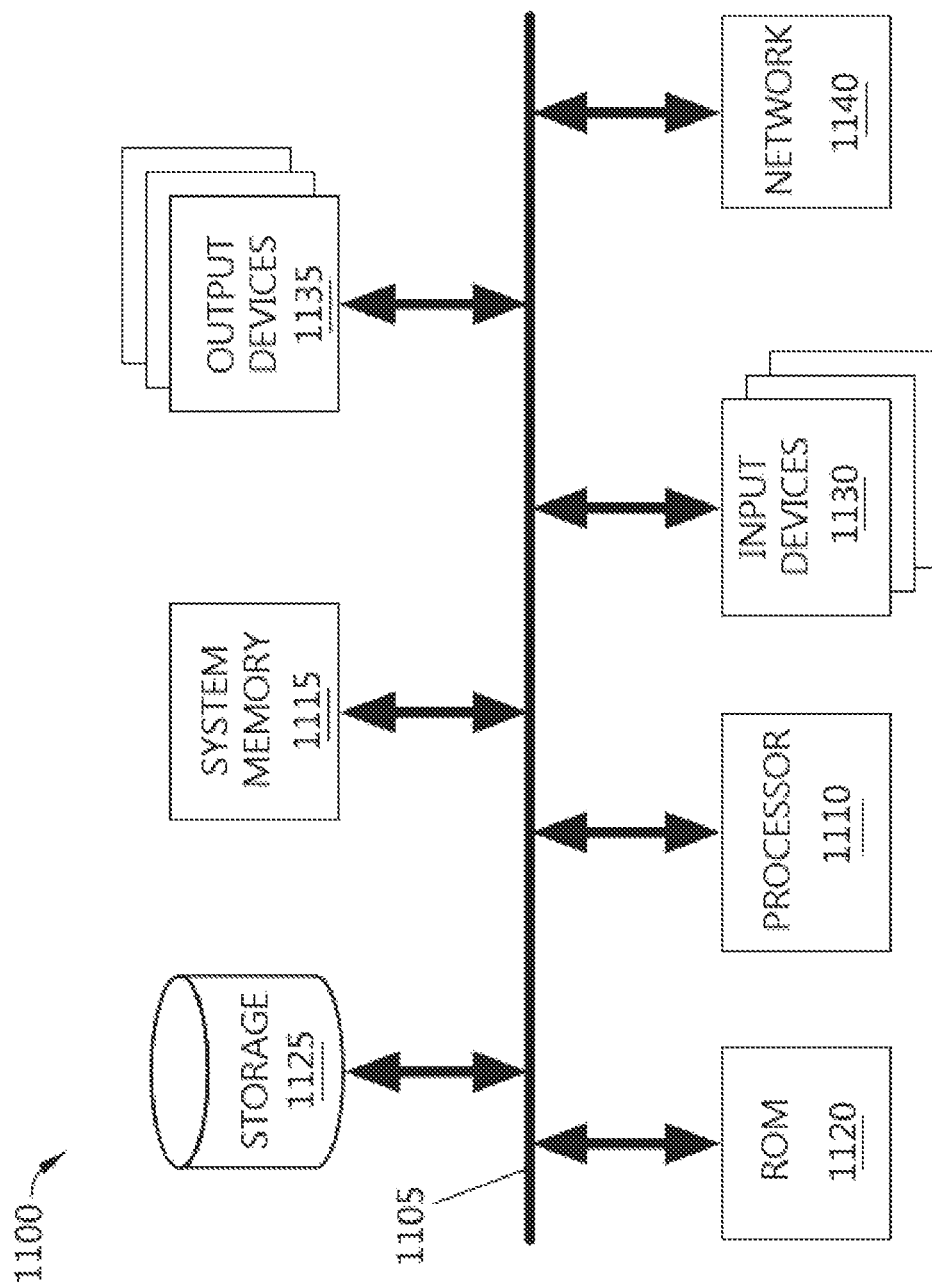 1100
STORAGE
1125
SYSTEM
MEMORY
1115
OUTPUT
DEVICES
1135
1105
ROM
1120
PROCESSOR
1110
INPUT
DEVICES
1130
NETWORK
1140